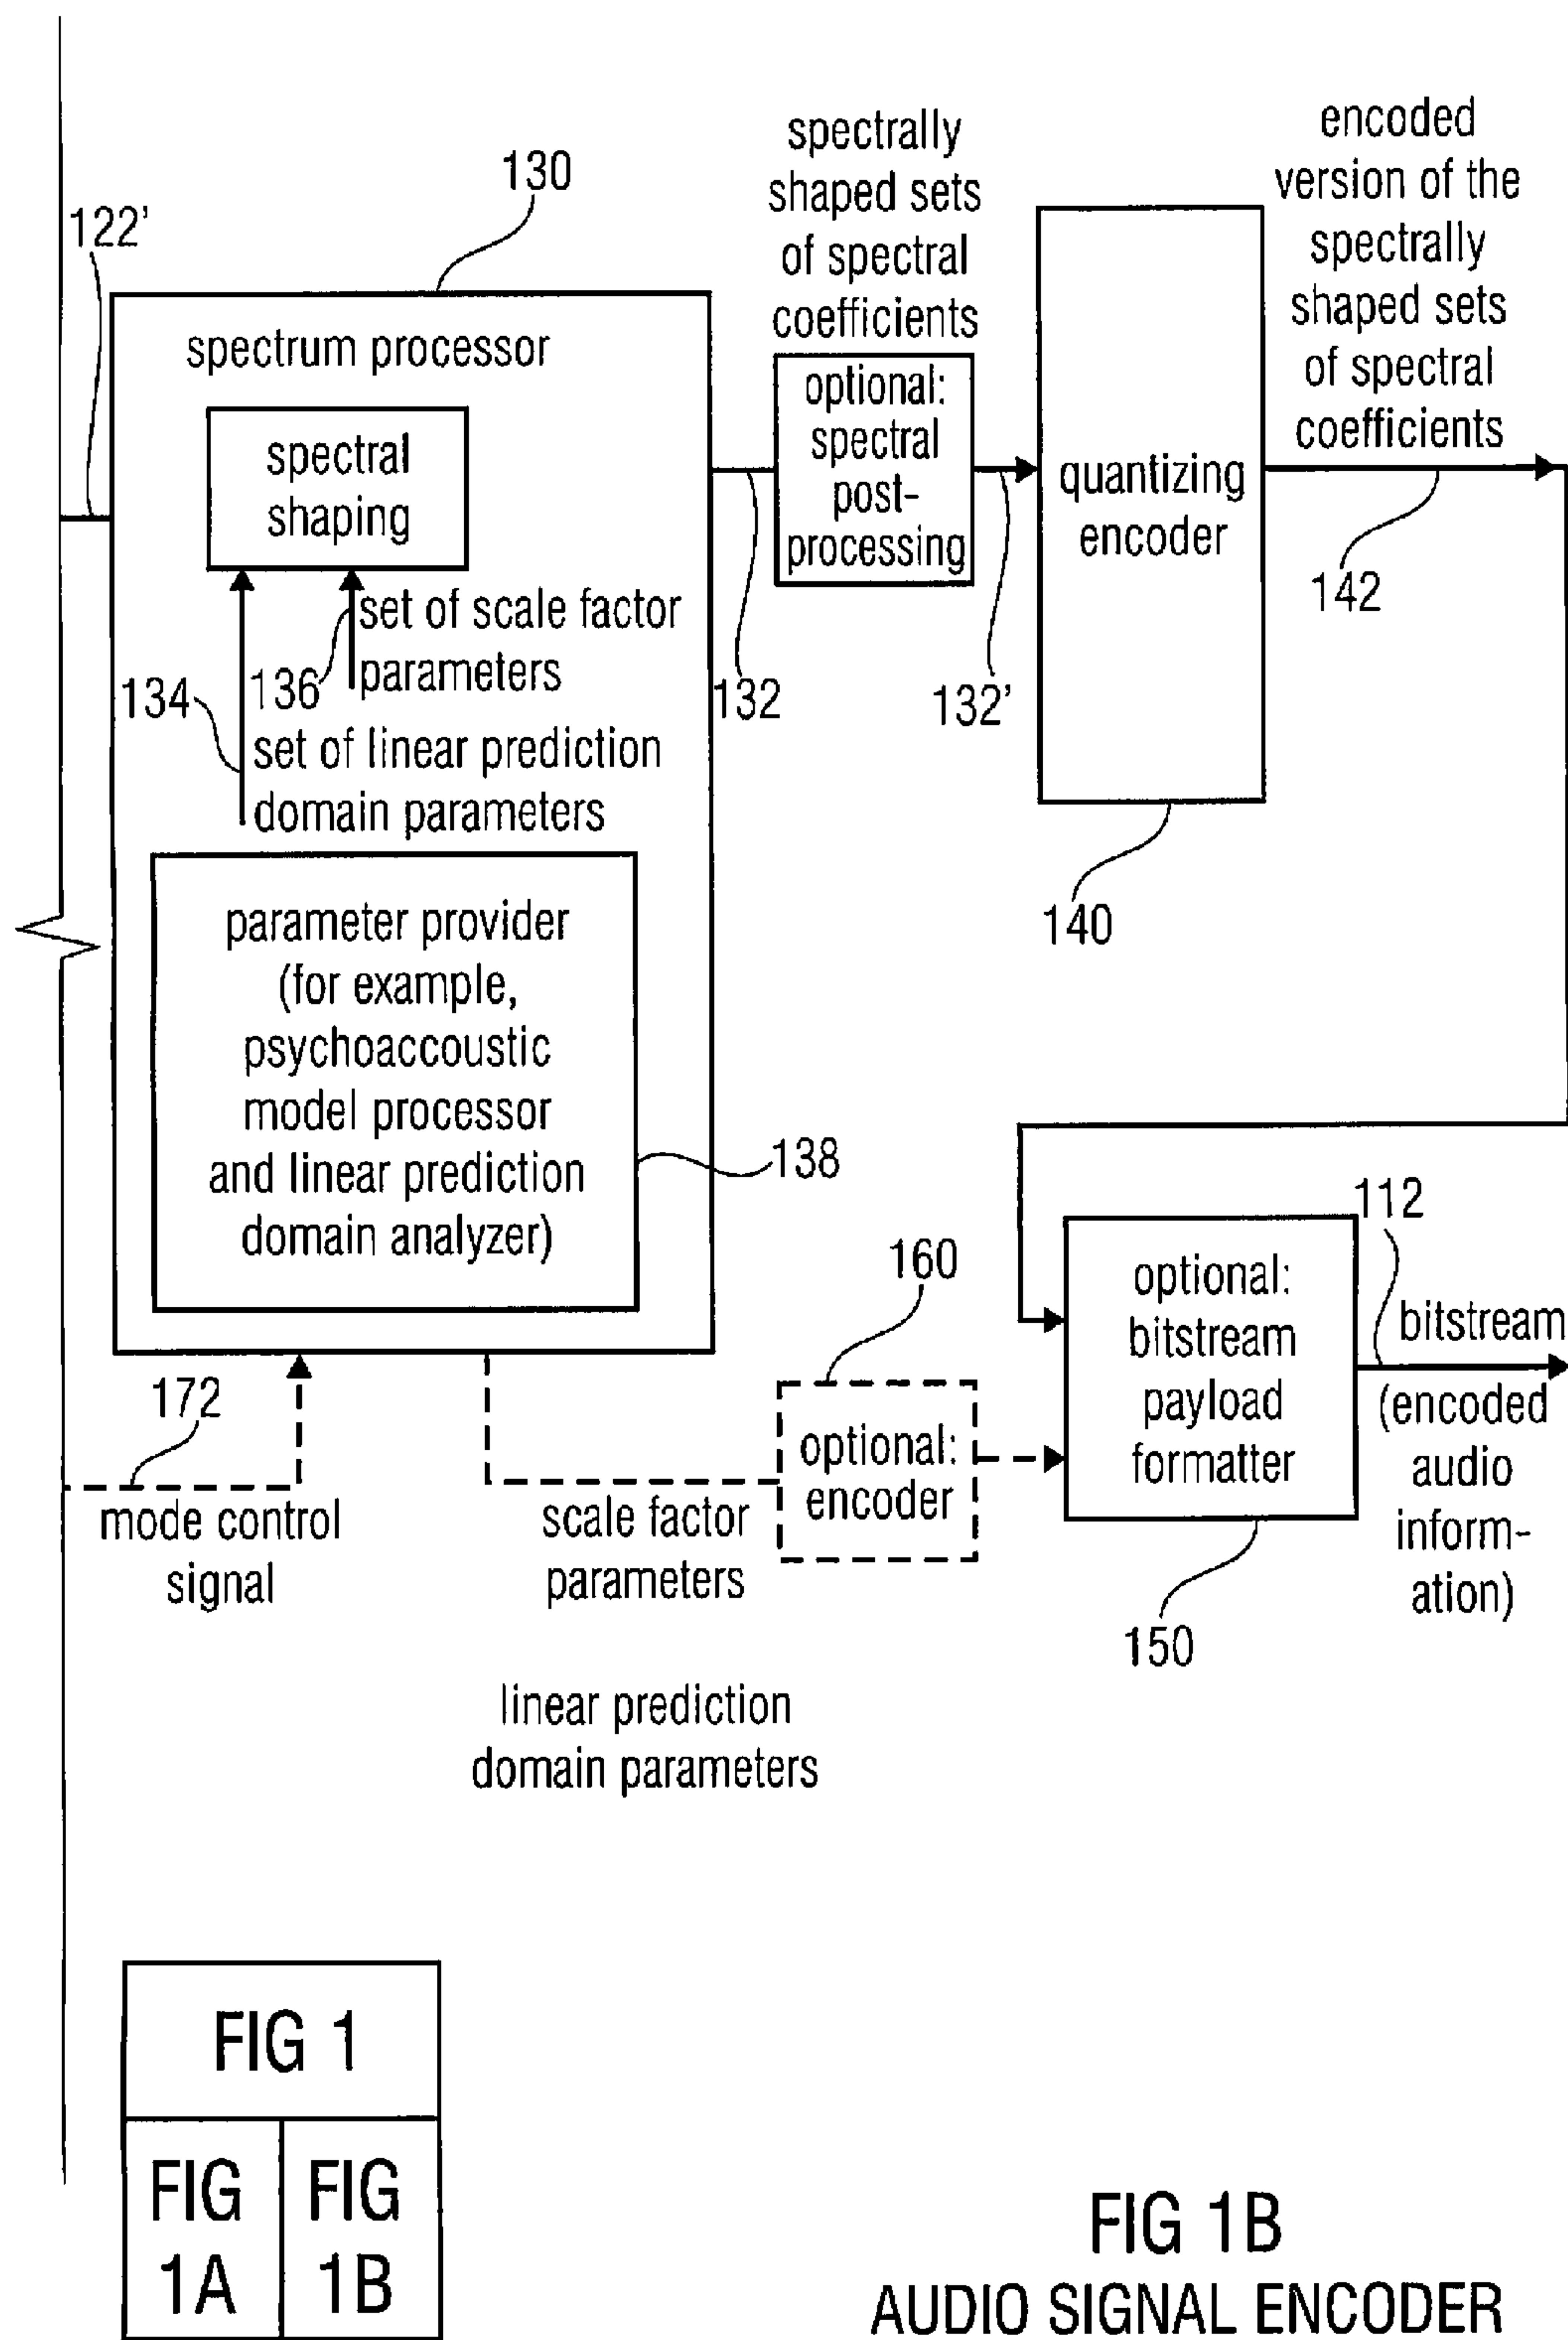 130
122'
spectrum processor
spectral
shaping
set of scale factor
parameters
136
134
set of linear prediction
domain parameters
parameter provider
(for example,
psychoaccoustic
model processor
and linear prediction
domain analyzer)
138
spectrally
shaped sets
of spectral
coefficients
optional:
spectral
post-
processing
132
132'
quantizing
encoder
140
encoded
version of the
spectrally
shaped sets
of spectral
coefficients
142
172
mode control
signal
scale factor
parameters
linear prediction
domain parameters
160
optional:
encoder
optional:
bitstream
payload
formatter
150
112
bitstream
(encoded
audio
inform-
ation)
FIG 1
FIG
1A
FIG
1B
FIG 1B
AUDIO SIGNAL ENCODER